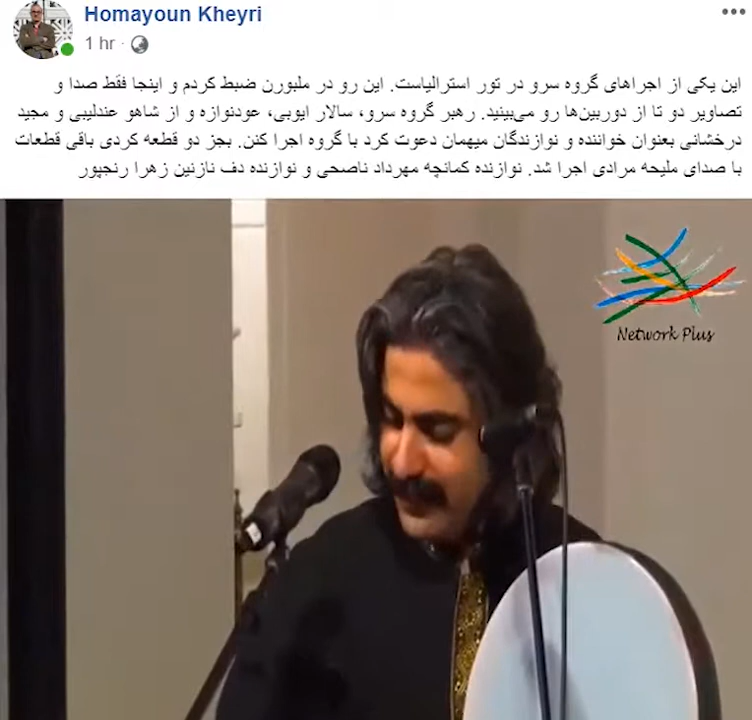 Homayoun Kheyri
1 hr ·
این یکی از اجراهای گروه سرو در تور استرالیاست. این رو در ملبورن ضبط کردم و اینجا فقط صدا و
تصاویر دو تا از دوربین‌ها رو می‌بینید. رهبر گروه سرو، سالار ایوبی، عودنوازه و از شاهو عندلیبی و مجید
درخشانی بعنوان خواننده و نوازندگان میهمان دعوت کرد با گروه اجرا کنن. بجز دو قطعه کردی باقی قطعات
با صدای ملیحه مرادی اجرا شد. نوازنده کمانچه مهرداد ناصحی و نوازنده دف نازنین زهرا رنجپور
Network Plus